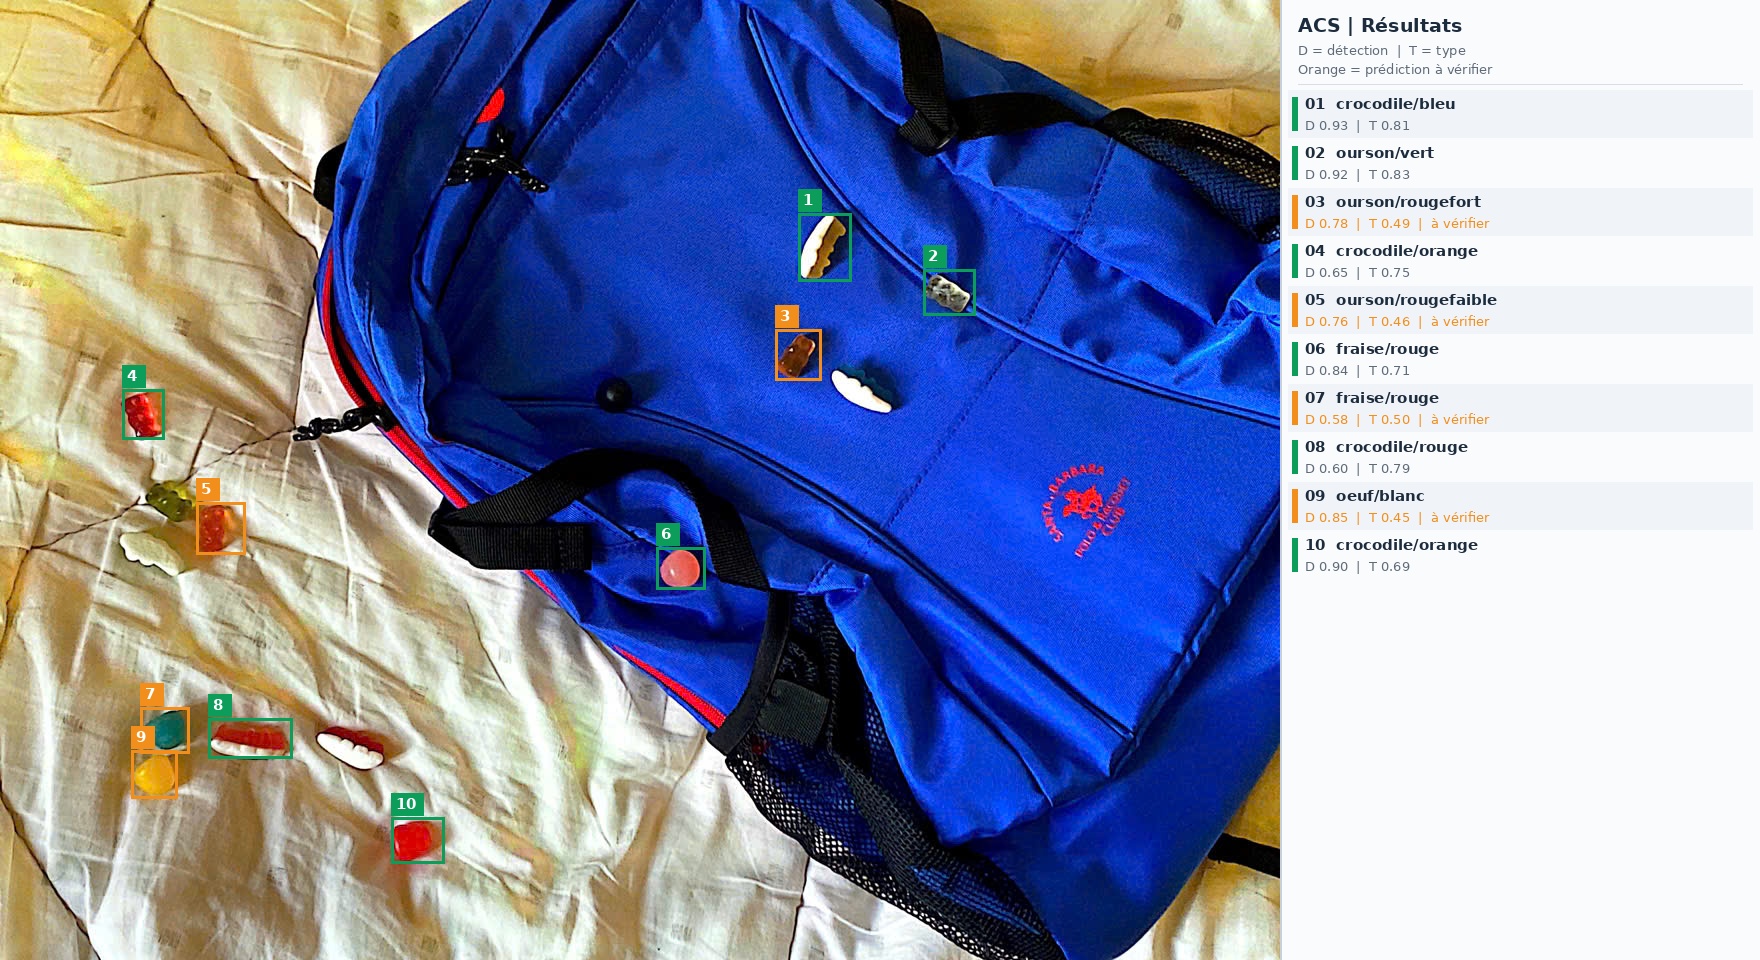 ACS | Résultats
D = détection | T = type
Orange = prédiction à vérifier
01 crocodile/bleu
D 0.93 | T 0.81
02 ourson/vert
D 0.92 | T 0.83
03 ourson/rougefort
D 0.78 | T 0.49 | à vérifier
04 crocodile/orange
D 0.65 | T 0.75
05 ourson/rougefaible
D 0.76 | T 0.46 | à vérifier
06 fraise/rouge
D 0.84 | T 0.71
07 fraise/rouge
D 0.58 | T 0.50 | à vérifier
08 crocodile/rouge
D 0.60 | T 0.79
09 oeuf/blanc
D 0.85 | T 0.45 | à vérifier
10 crocodile/orange
D 0.90 | T 0.69
1
2
3
4
5
6
7
8
9
10
SANTA BARBARA
POLO & RACQUET
CLUB